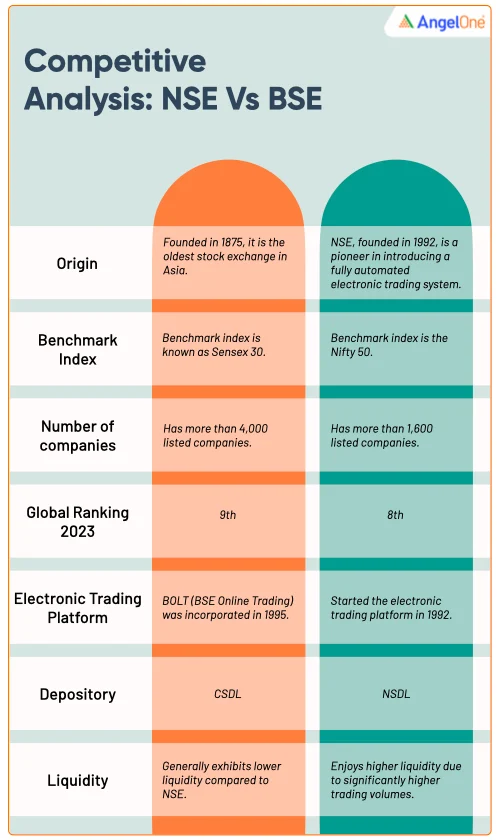 AngelOne
Competitive
Analysis: NSE Vs BSE
Origin
Founded in 1875, it is the
oldest stock exchange in
Asia.
NSE, founded in 1992, is a
pioneer in introducing a
fully automated
electronic trading system.
Benchmark
Index
Benchmark index is
known as Sensex 30.
Benchmark index is the
Nifty 50.
Number of
companies
Has more than 4,000
listed companies.
Has more than 1,600
listed companies.
Global Ranking
2023
9th
8th
Electronic Trading
Platform
BOLT (BSE Online Trading)
was incorporated in 1995.
Started the electronic
trading platform in 1992.
Depository
CSDL
NSDL
Liquidity
Generally exhibits lower
liquidity compared to
NSE.
Enjoys higher liquidity due
to significantly higher
trading volumes.